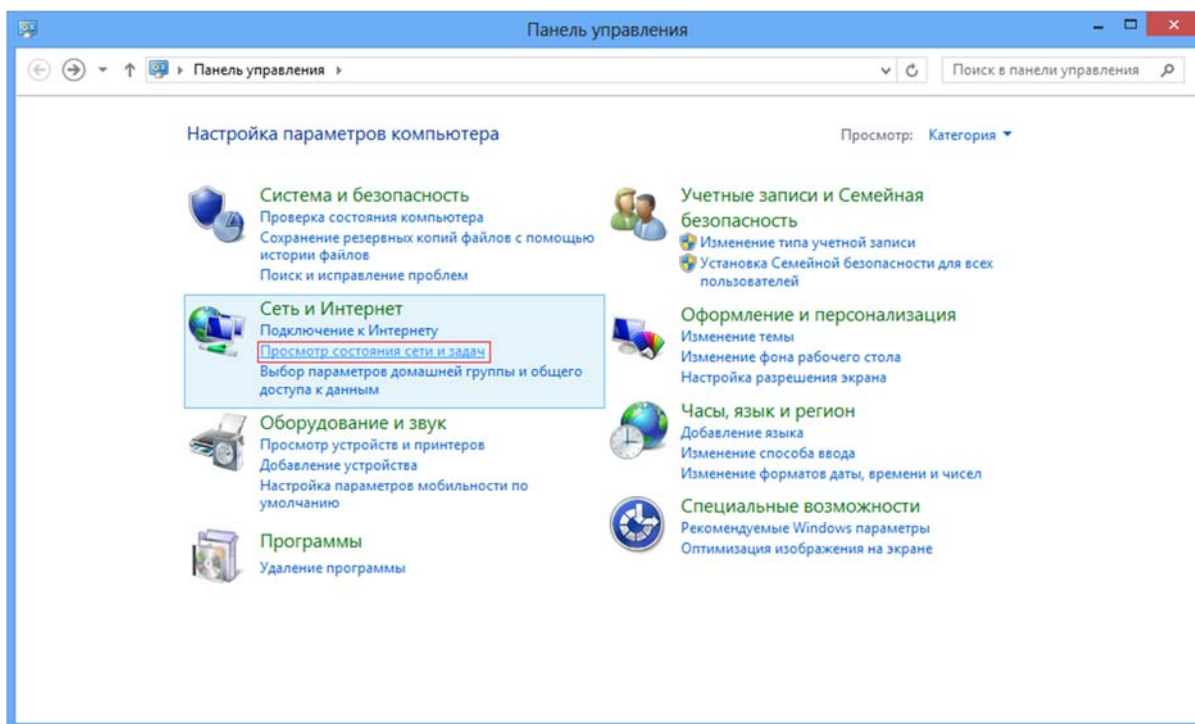 Панель управления
Панель управления
Поиск в панели управления
Настройка параметров компьютера
Просмотр: Категория
Система и безопасность
Проверка состояния компьютера
Сохранение резервных копий файлов с помощью
истории файлов
Поиск и исправление проблем
Сеть и Интернет
Подключение к Интернету
Просмотр состояния сети и задач
Выбор параметров домашней группы и общего
доступа к данным
Оборудование и звук
Просмотр устройств и принтеров
Добавление устройства
Настройка параметров мобильности по
умолчанию
Программы
Удаление программы
Учетные записи и Семейная
безопасность
Изменение типа учетной записи
Установка Семейной безопасности для всех
пользователей
Оформление и персонализация
Изменение темы
Изменение фона рабочего стола
Настройка разрешения экрана
Часы, язык и регион
Добавление языка
Изменение способа ввода
Изменение форматов даты, времени и чисел
Специальные возможности
Рекомендуемые Windows параметры
Оптимизация изображения на экране